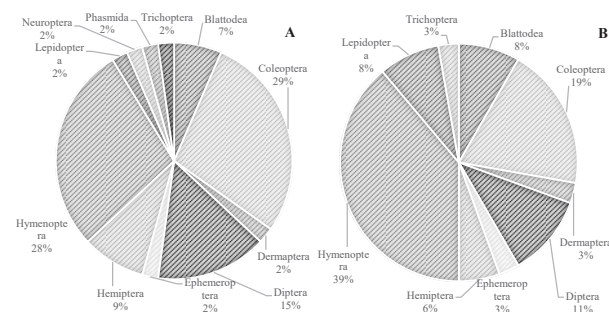 Neuroptera
2%
Phasmida
2%
Trichoptera
2%
Blattodea
7%
A
Lepidopter
a
2%
Coleoptera
29%
Hymenopte
ra
28%
Dermaptera
2%
Hemiptera
9%
Ephemerop
tera
2%
Diptera
15%
Trichoptera
3%
Blattodea
8%
B
Lepidopter
a
8%
Coleoptera
19%
Hymenopte
ra
39%
Dermaptera
3%
Hemiptera
6%
Ephemerop
tera
3%
Diptera
11%